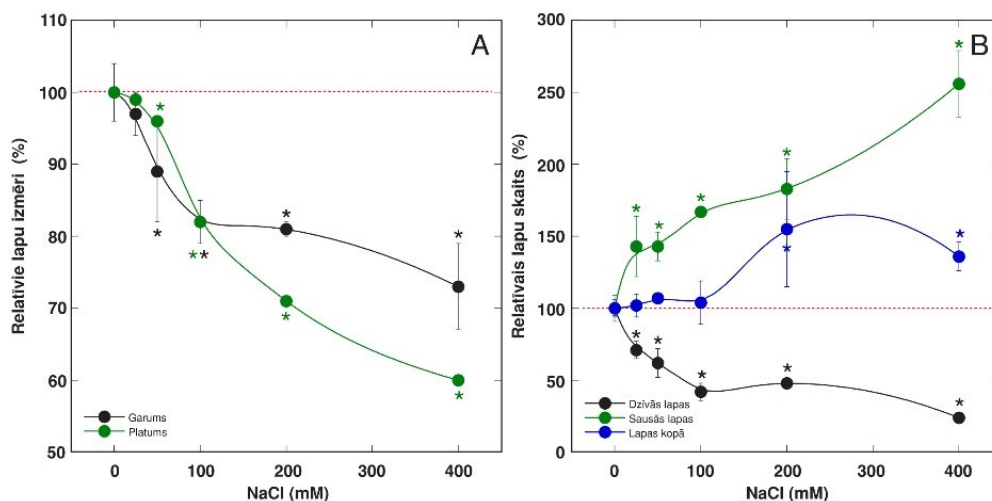 A
Relatīvie lapu izmēri (%)
110
100
90
80
70
60
50
0
100
200
300
400
NaCl (mM)
Garums
Platums
B
Relatīvais lapu skaits (%)
300
250
200
150
100
50
0
0
100
200
300
400
NaCl (mM)
Dzīvās lapas
Sausās lapas
Lapas kopā